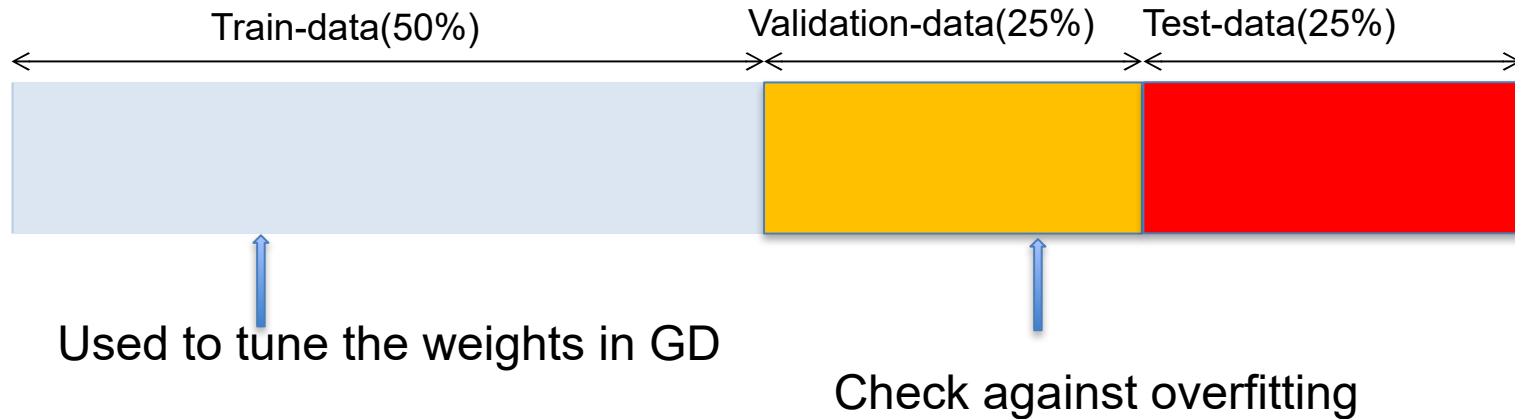 Train-data(50%)
Validation-data(25%)
Test-data(25%)
Used to tune the weights in GD
Check against overfitting